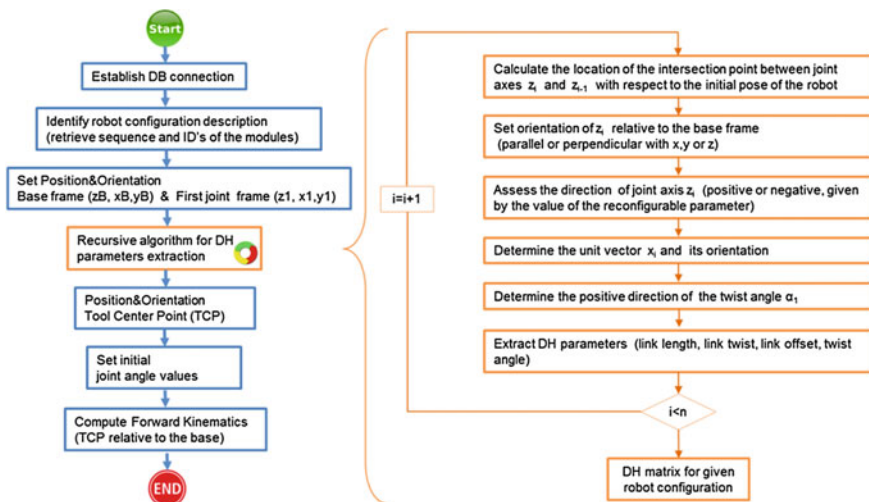 Start
Establish DB connection
Identify robot configuration description
(retrieve sequence and ID's of the modules)
Set Position&Orientation
Base frame (zB, xB,yB) & First joint frame (z1, x1,y1)
Recursive algorithm for DH
parameters extraction
Position&Orientation
Tool Center Point (TCP)
Set initial
joint angle values
Compute Forward Kinematics
(TCP relative to the base)
END
i=i+1
Calculate the location of the intersection point between joint
axes zi and zi-1 with respect to the initial pose of the robot
Set orientation of zi relative to the base frame
(parallel or perpendicular with x,y or z)
Assess the direction of joint axis zi (positive or negative, given
by the value of the reconfigurable parameter)
Determine the unit vector xi and its orientation
Determine the positive direction of the twist angle α1
Extract DH parameters (link length, link twist, link offset, twist
angle)
i<n
DH matrix for given
robot configuration